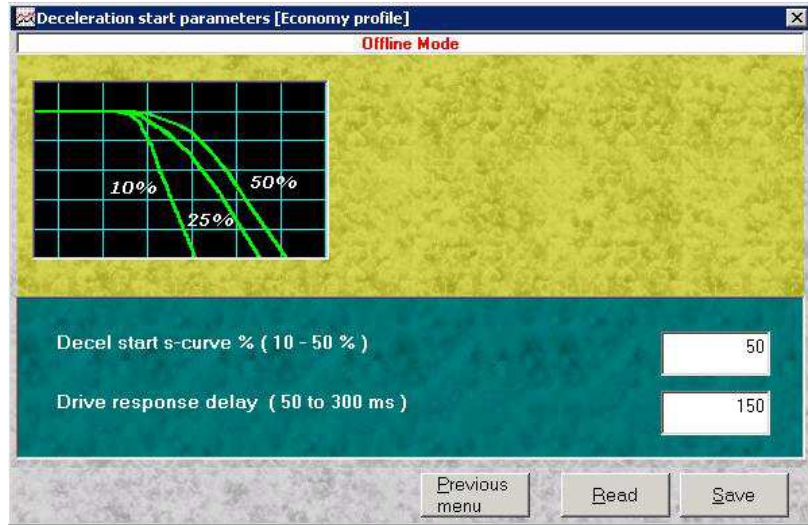 Deceleration start parameters [Economy profile]
Offline Mode
10%
50%
25%
Decel start s-curve % ( 10 - 50 % )
50
Drive response delay ( 50 to 300 ms )
150
Previous
menu
Read
Save